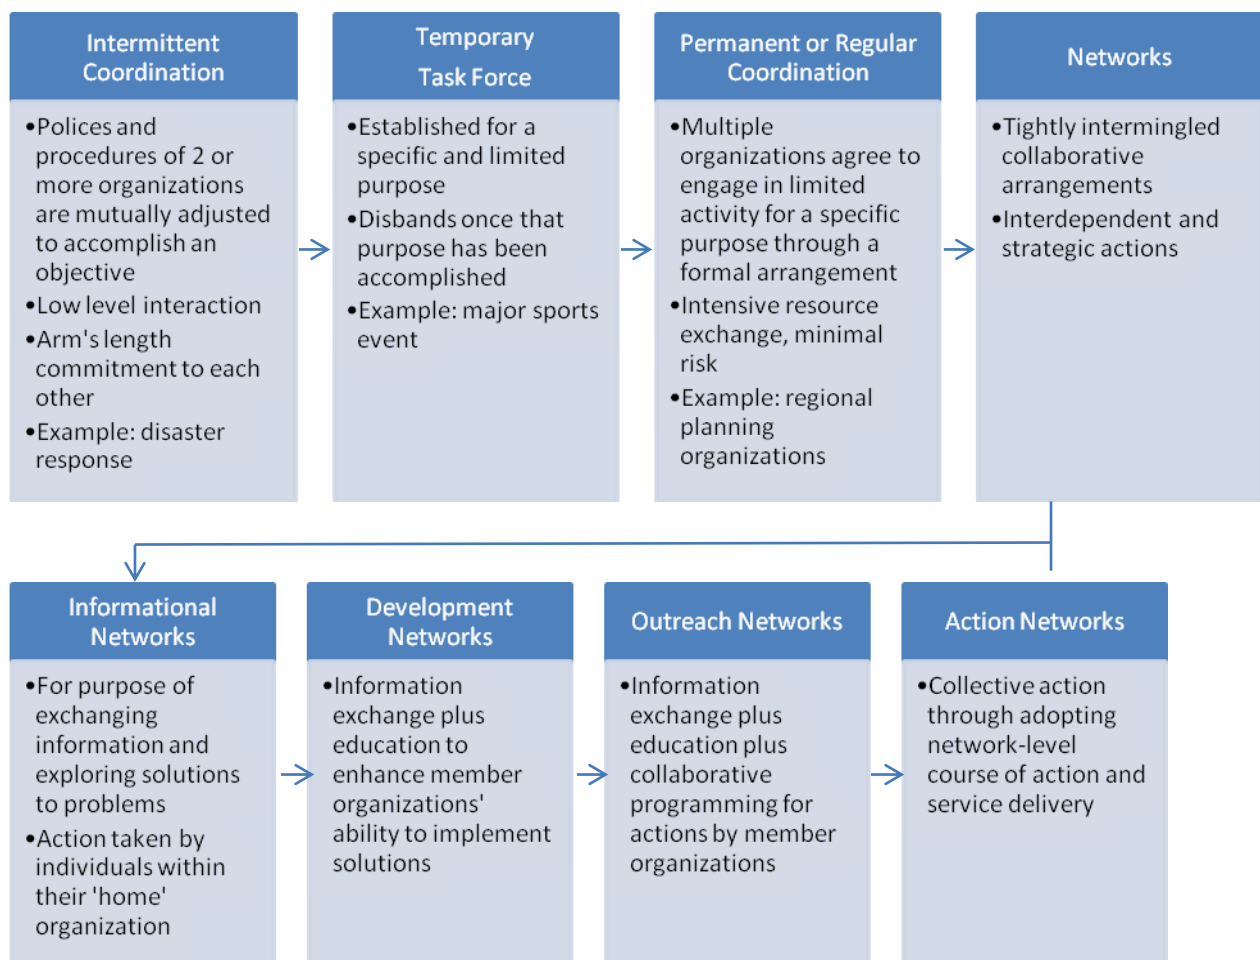 Intermittent
Coordination
•Polices and
procedures of 2 or
more organizations
are mutually adjusted
to accomplish an
objective
•Low level interaction
•Arm's length
commitment to each
other
•Example: disaster
response
Temporary
Task Force
•Established for a
specific and limited
purpose
•Disbands once that
purpose has been
accomplished
•Example: major sports
event
Permanent or Regular
Coordination
•Multiple
organizations agree to
engage in limited
activity for a specific
purpose through a
formal arrangement
•Intensive resource
exchange, minimal
risk
•Example: regional
planning
organizations
Networks
•Tightly intermingled
collaborative
arrangements
•Interdependent and
strategic actions
Informational
Networks
•For purpose of
exchanging
information and
exploring solutions
to problems
•Action taken by
individuals within
their 'home'
organization
Development
Networks
•Information
exchange plus
education to
enhance member
organizations'
ability to implement
solutions
Outreach Networks
•Information
exchange plus
education plus
collaborative
programming for
actions by member
organizations
Action Networks
•Collective action
through adopting
network-level
course of action and
service delivery